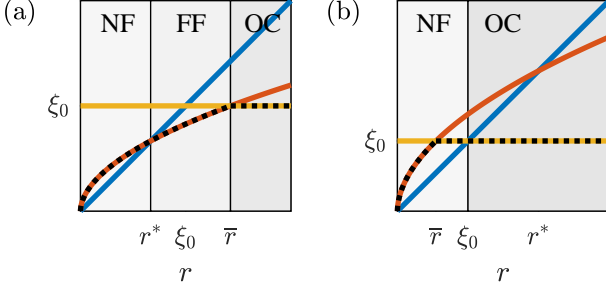 (a)
NF FF OC
ξ₀
r* ξ₀ r̅
r
(b)
NF OC
ξ₀
r̅ ξ₀ r*
r